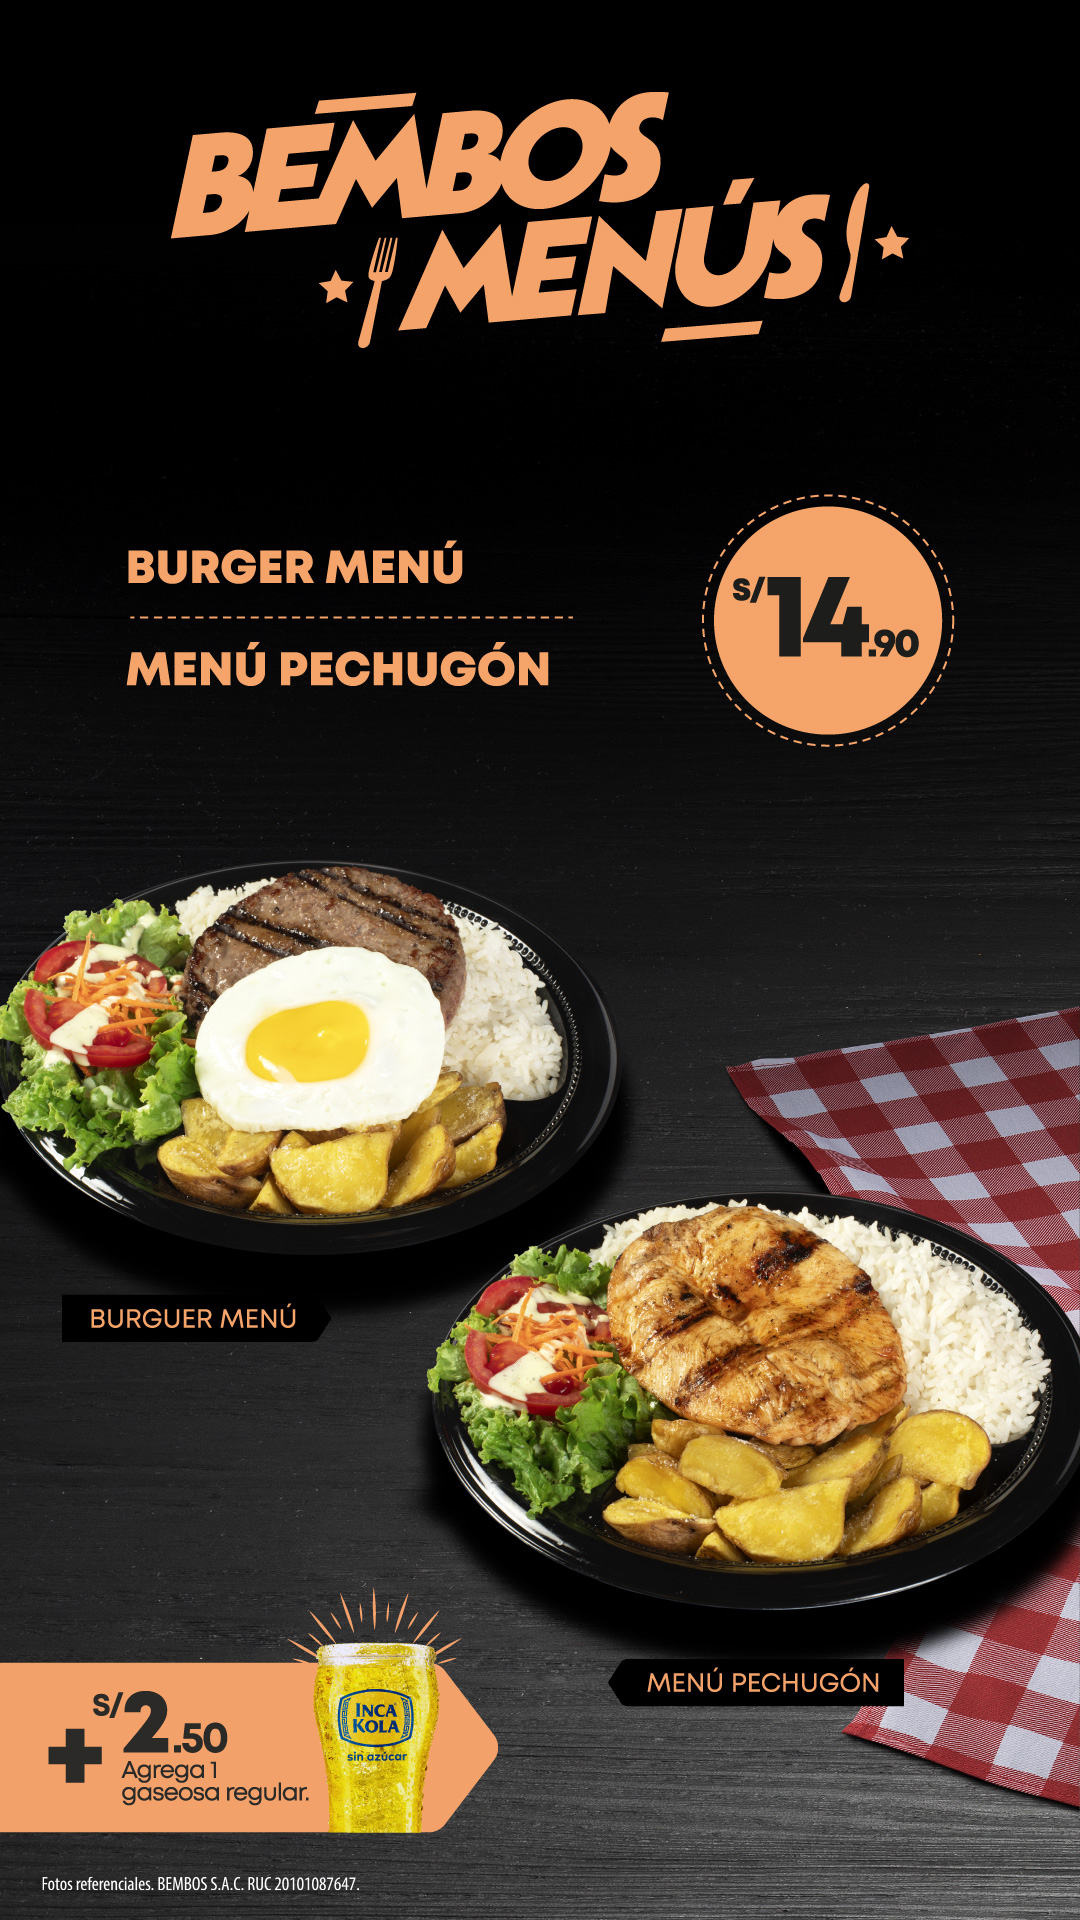 BEMBOS
MENÚS
BURGER MENÚ
MENÚ PECHUGÓN
S/14.90
BURGUER MENÚ
MENÚ PECHUGÓN
+ S/2.50
Agrega 1
gaseosa regular.
INCA
KOLA
sin azúcar
Fotos referenciales. BEMBOS S.A.C. RUC 20101087647.